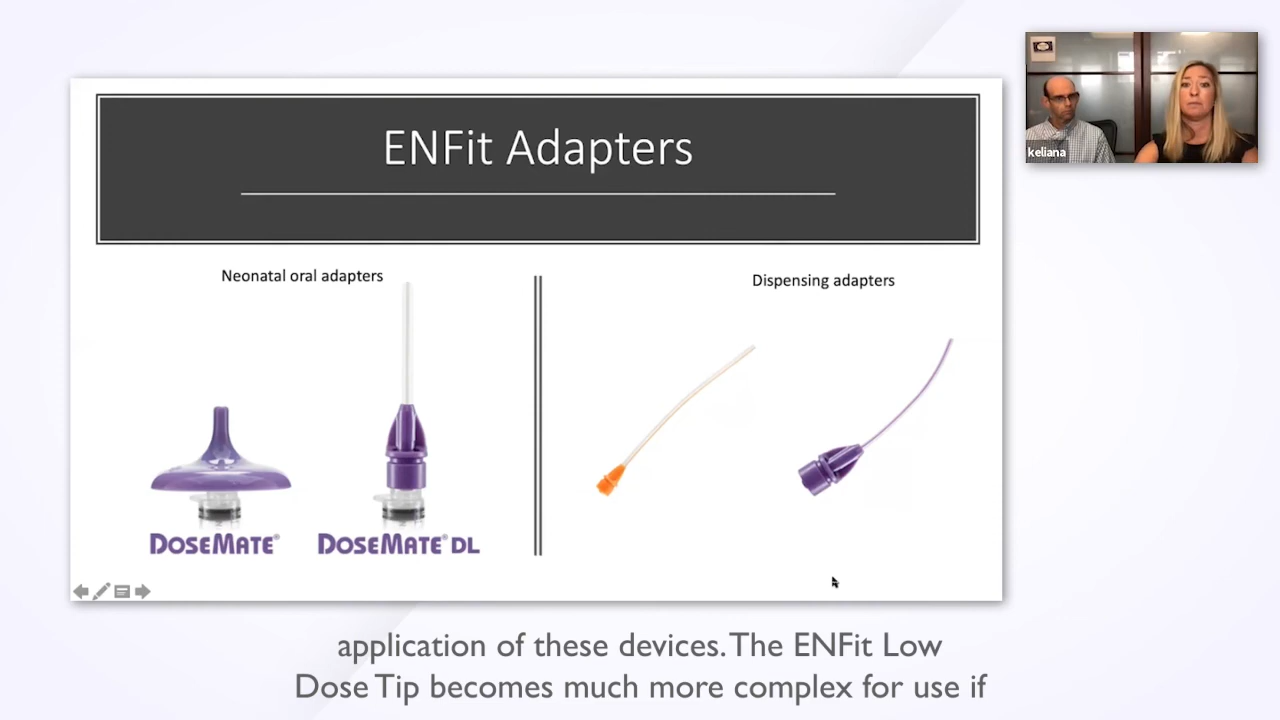 ENFit Adapters
Neonatal oral adapters
Dispensing adapters
DOSEMATE®
DOSEMATE® DL
keliana
application of these devices. The ENFit Low
Dose Tip becomes much more complex for use if